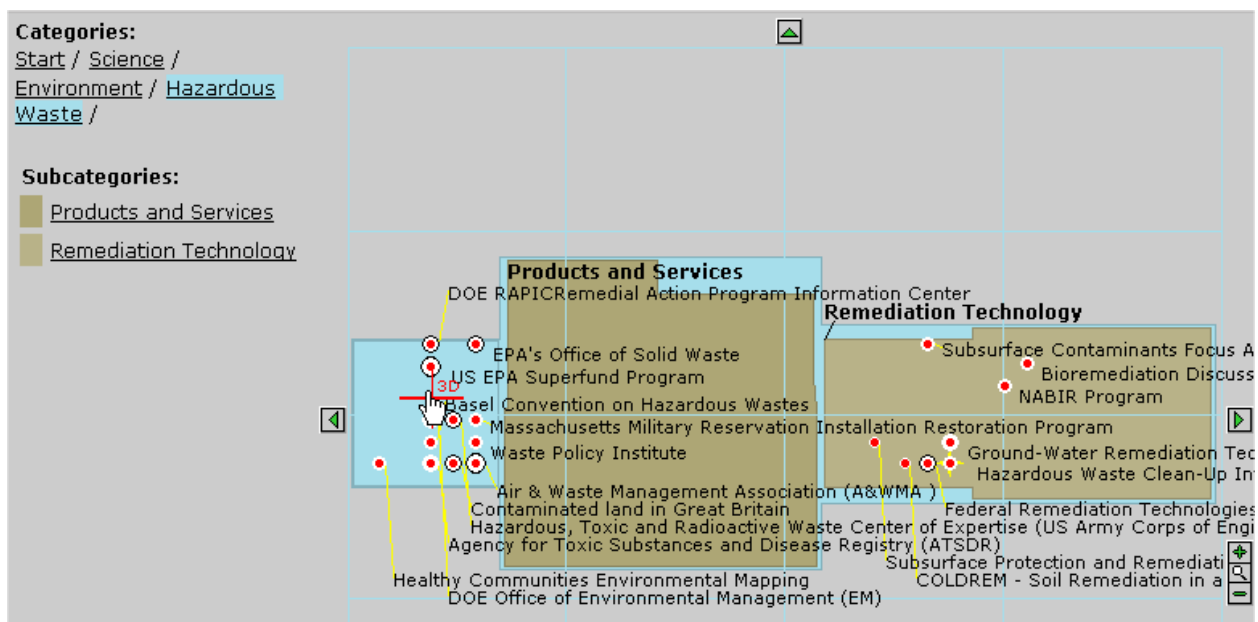 Categories:
Start / Science /
Environment / Hazardous
Waste /
Subcategories:
Products and Services
Remediation Technology
Products and Services
DOE RAPICRemedial Action Program Information Center
Remediation Technology
EPA's Office of Solid Waste
Subsurface Contaminants Focus A
US EPA Superfund Program
Bioremediation Discuss
3D
NABIR Program
Basel Convention on Hazardous Wastes
Massachusetts Military Reservation Installation Restoration Program
Waste Policy Institute
Ground-Water Remediation Tec
Hazardous Waste Clean-Up In
Air & Waste Management Association (A&WMA )
Contaminated land in Great Britain
Federal Remediation Technologies
Hazardous, Toxic and Radioactive Waste Center of Expertise (US Army Corps of Engi
Agency for Toxic Substances and Disease Registry (ATSDR)
Subsurface Protection and Remediati
Healthy Communities Environmental Mapping
COLDREM - Soil Remediation in a
DOE Office of Environmental Management (EM)